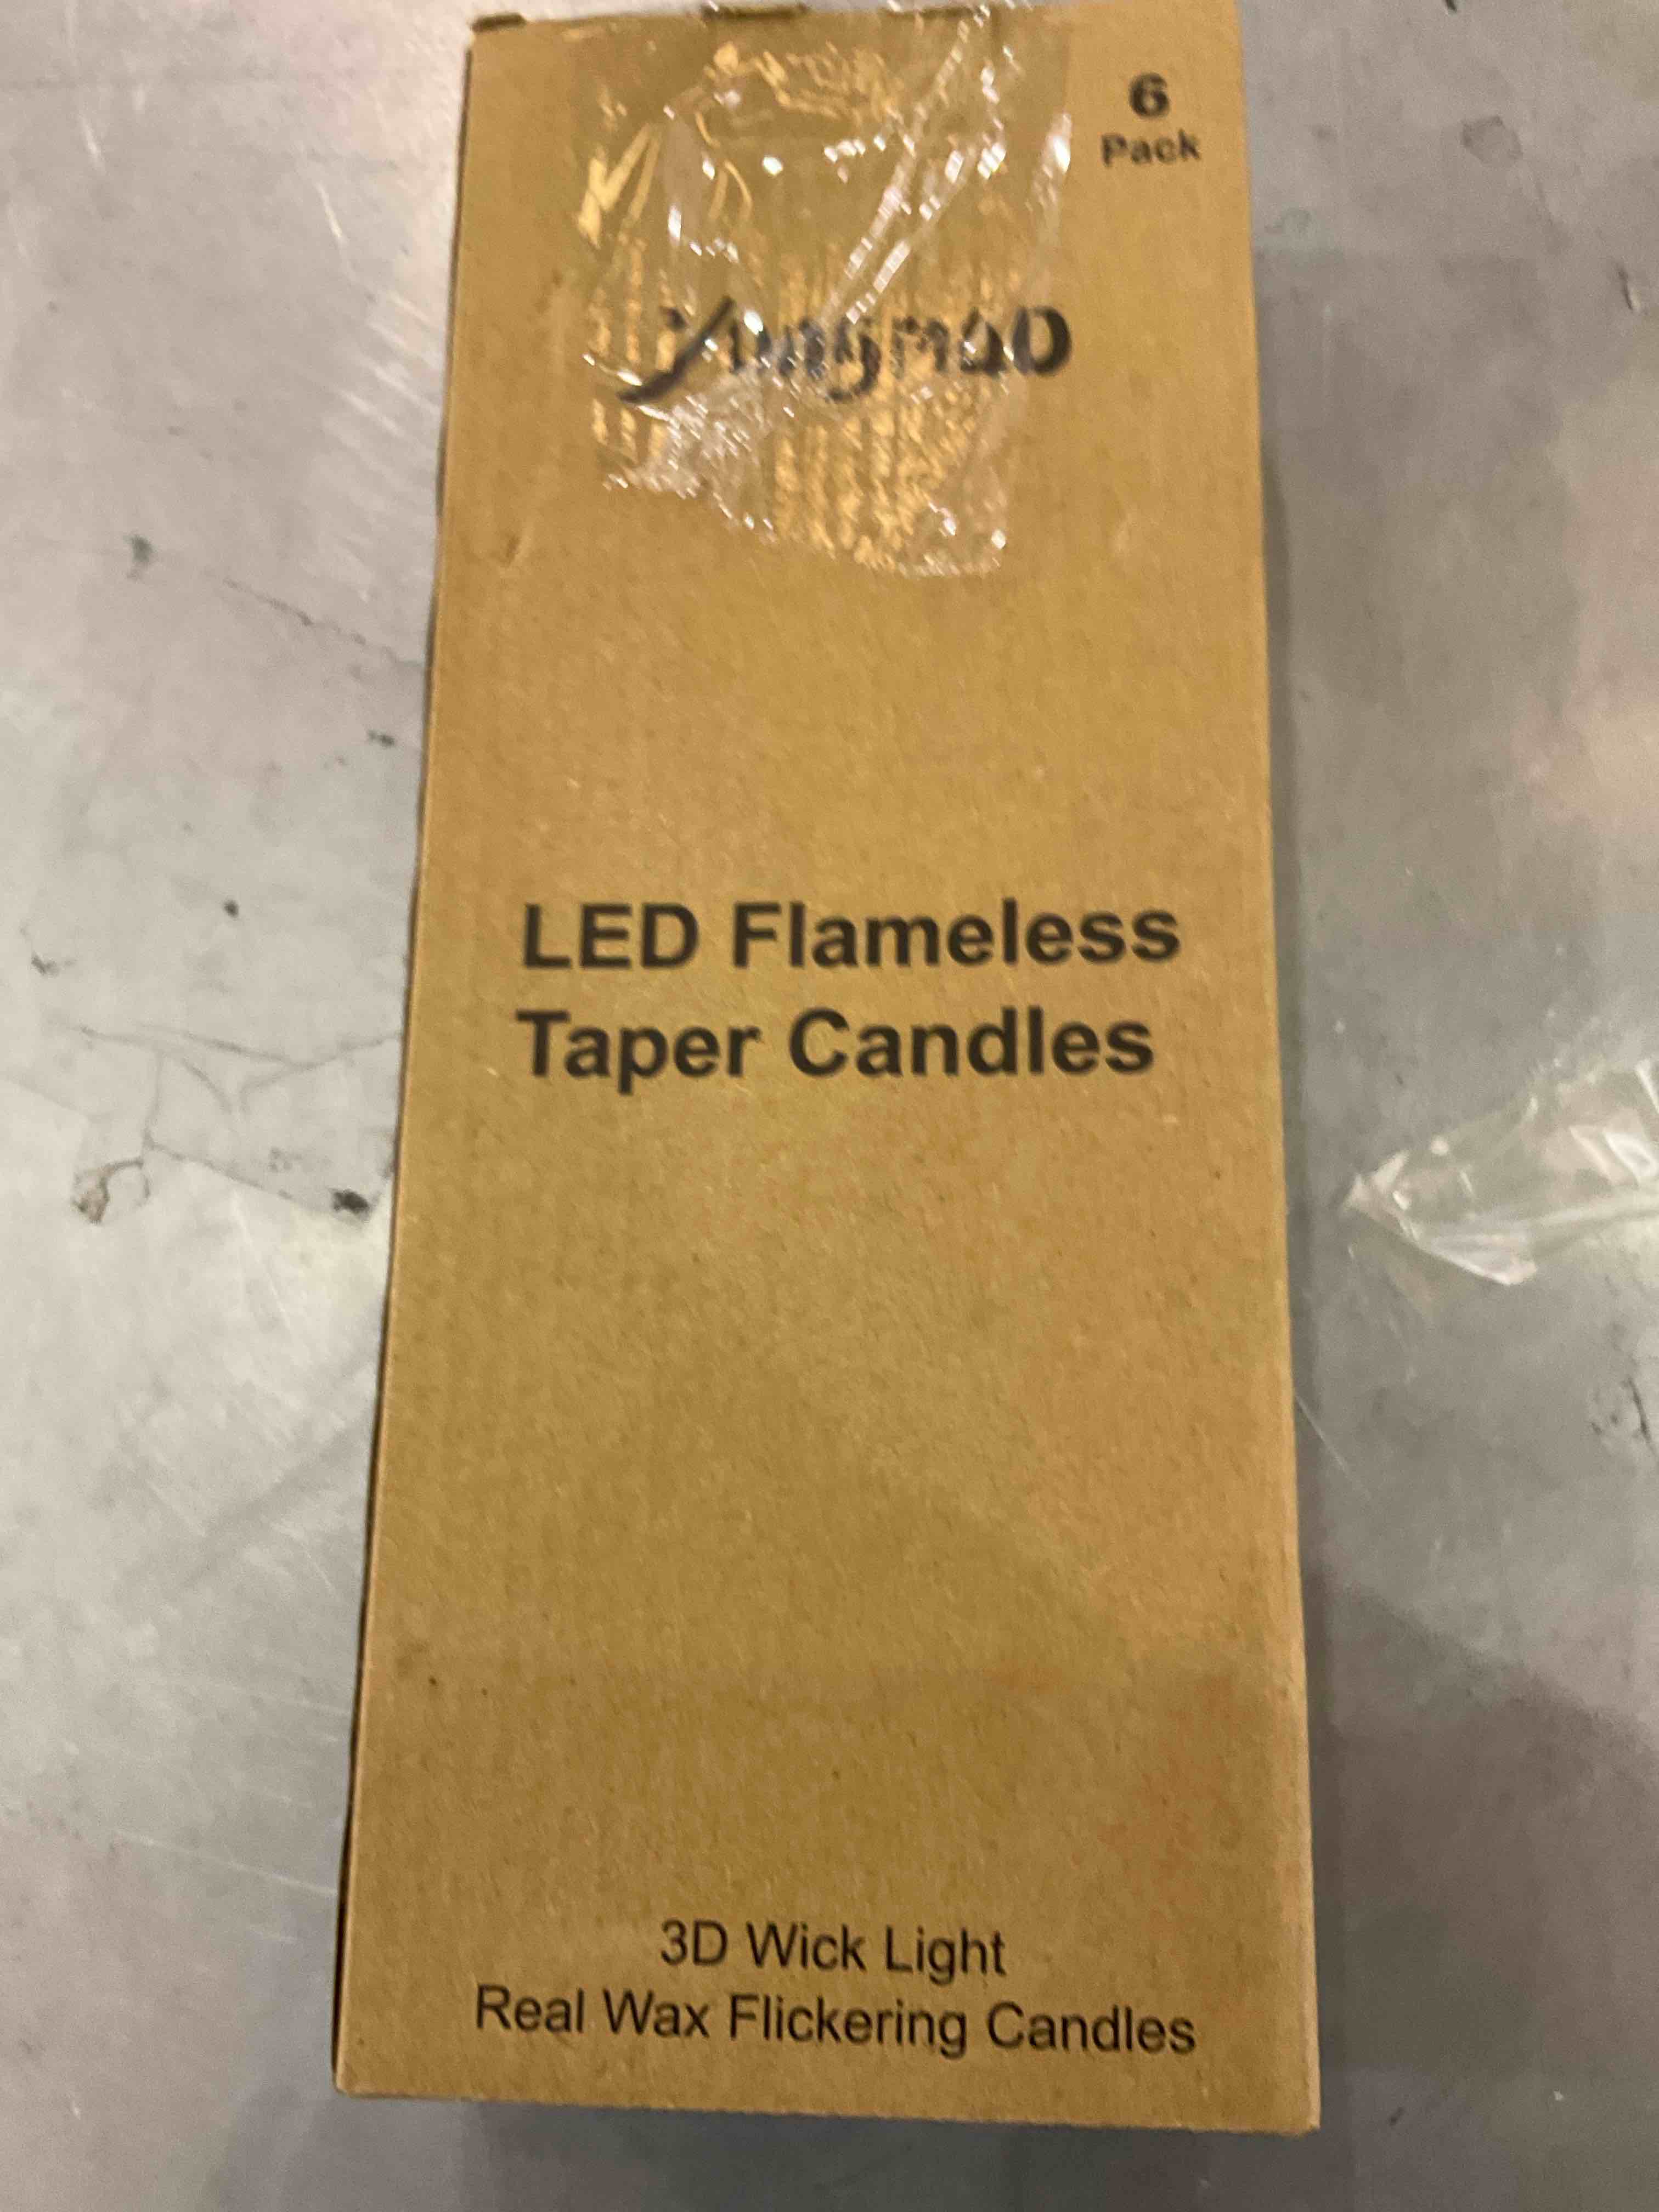 6
Pack
LED Flameless
Taper Candles
3D Wick Light
Real Wax Flickering Candles